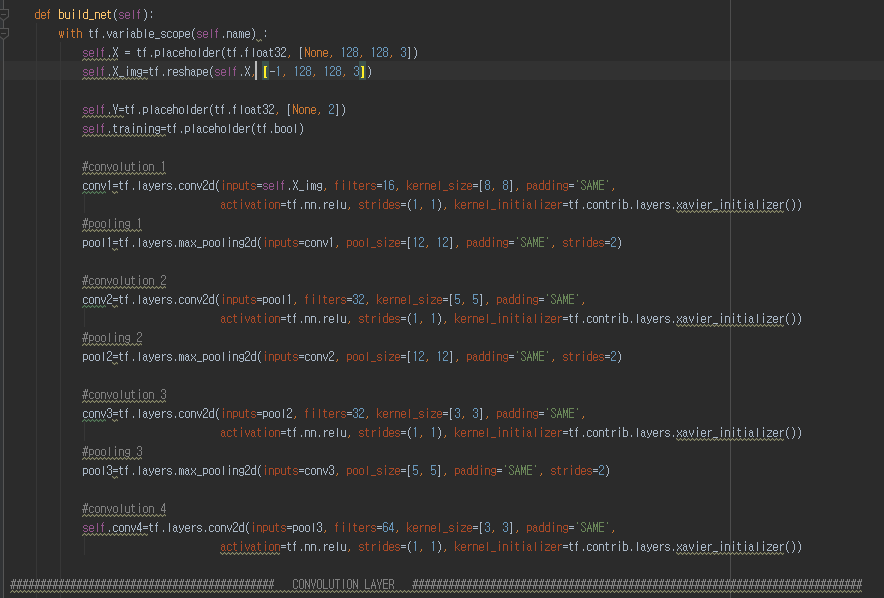 def build_net(self):
with tf.variable_scope(self.name) :
self.X = tf.placeholder(tf.float32, [None, 128, 128, 3])
self.X_img=tf.reshape(self.X, [-1, 128, 128, 3])
self.Y=tf.placeholder(tf.float32, [None, 2])
self.training=tf.placeholder(tf.bool)
#convolution 1
conv1=tf.layers.conv2d(inputs=self.X_img, filters=16, kernel_size=[8, 8], padding='SAME',
activation=tf.nn.relu, strides=(1, 1), kernel_initializer=tf.contrib.layers.xavier_initializer())
#pooling 1
pool1=tf.layers.max_pooling2d(inputs=conv1, pool_size=[12, 12], padding='SAME', strides=2)
#convolution 2
conv2=tf.layers.conv2d(inputs=pool1, filters=32, kernel_size=[5, 5], padding='SAME',
activation=tf.nn.relu, strides=(1, 1), kernel_initializer=tf.contrib.layers.xavier_initializer())
#pooling 2
pool2=tf.layers.max_pooling2d(inputs=conv2, pool_size=[12, 12], padding='SAME', strides=2)
#convolution 3
conv3=tf.layers.conv2d(inputs=pool2, filters=32, kernel_size=[3, 3], padding='SAME',
activation=tf.nn.relu, strides=(1, 1), kernel_initializer=tf.contrib.layers.xavier_initializer())
#pooling 3
pool3=tf.layers.max_pooling2d(inputs=conv3, pool_size=[5, 5], padding='SAME', strides=2)
#convolution 4
self.conv4=tf.layers.conv2d(inputs=pool3, filters=64, kernel_size=[3, 3], padding='SAME',
activation=tf.nn.relu, strides=(1, 1), kernel_initializer=tf.contrib.layers.xavier_initializer())
############################################ CONVOLUTION LAYER ###########################################################################